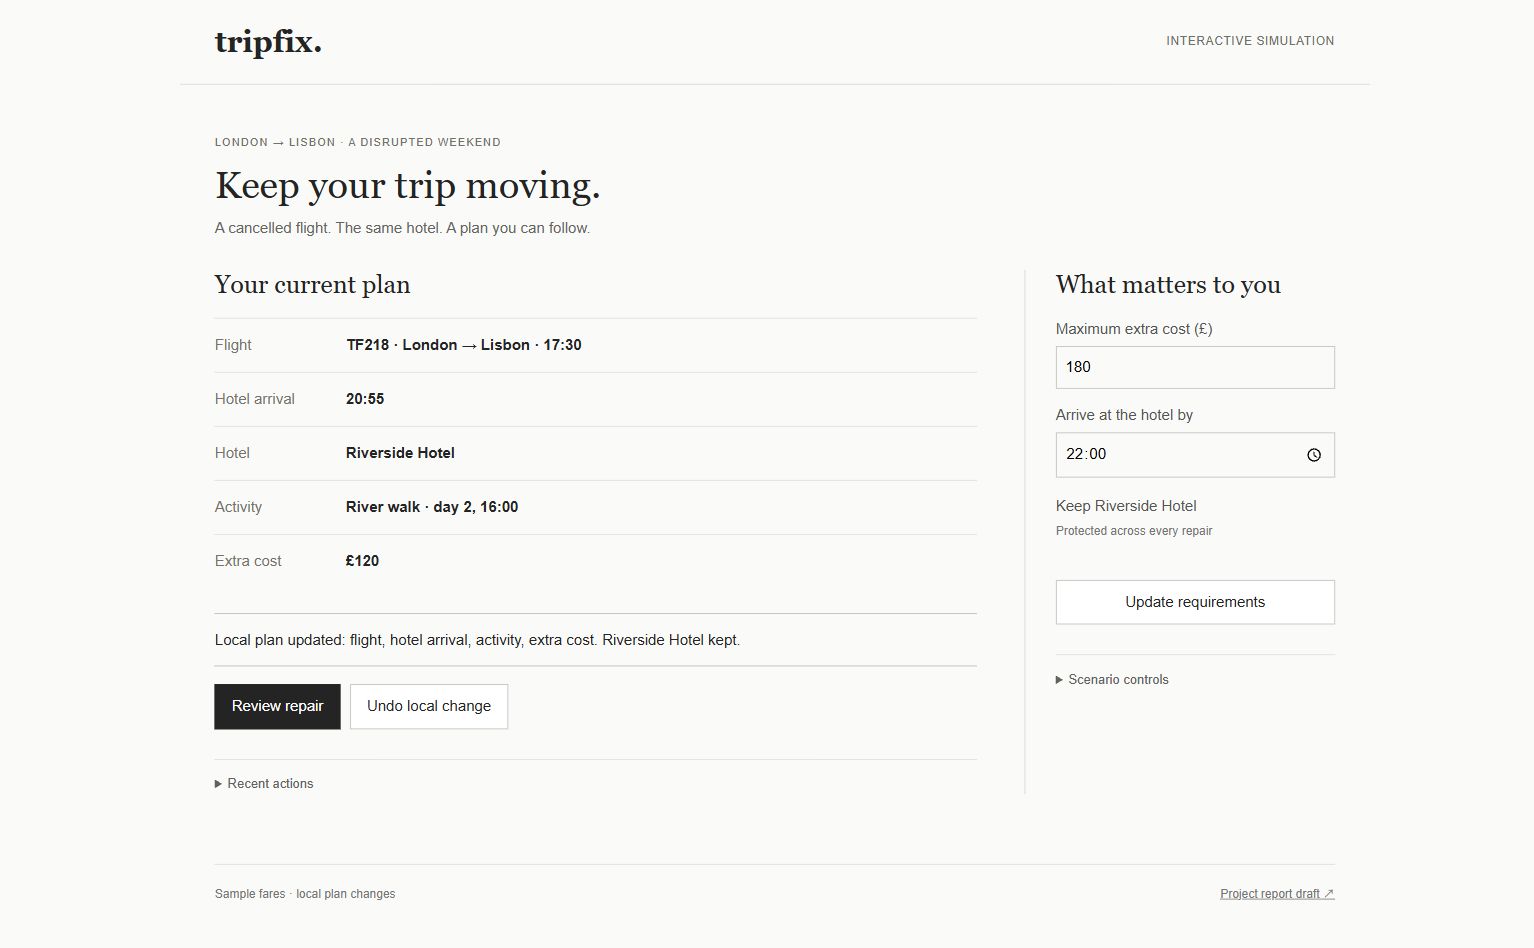 tripfix.
INTERACTIVE SIMULATION
LONDON → LISBON · A DISRUPTED WEEKEND
Keep your trip moving.
A cancelled flight. The same hotel. A plan you can follow.
Your current plan
Flight TF218 · London → Lisbon · 17:30
Hotel arrival 20:55
Hotel Riverside Hotel
Activity River walk · day 2, 16:00
Extra cost £120
Local plan updated: flight, hotel arrival, activity, extra cost. Riverside Hotel kept.
Review repair Undo local change
▶ Recent actions
What matters to you
Maximum extra cost (£)
180
Arrive at the hotel by
22:00
Keep Riverside Hotel
Protected across every repair
Update requirements
▶ Scenario controls
Sample fares · local plan changes
Project report draft ↗